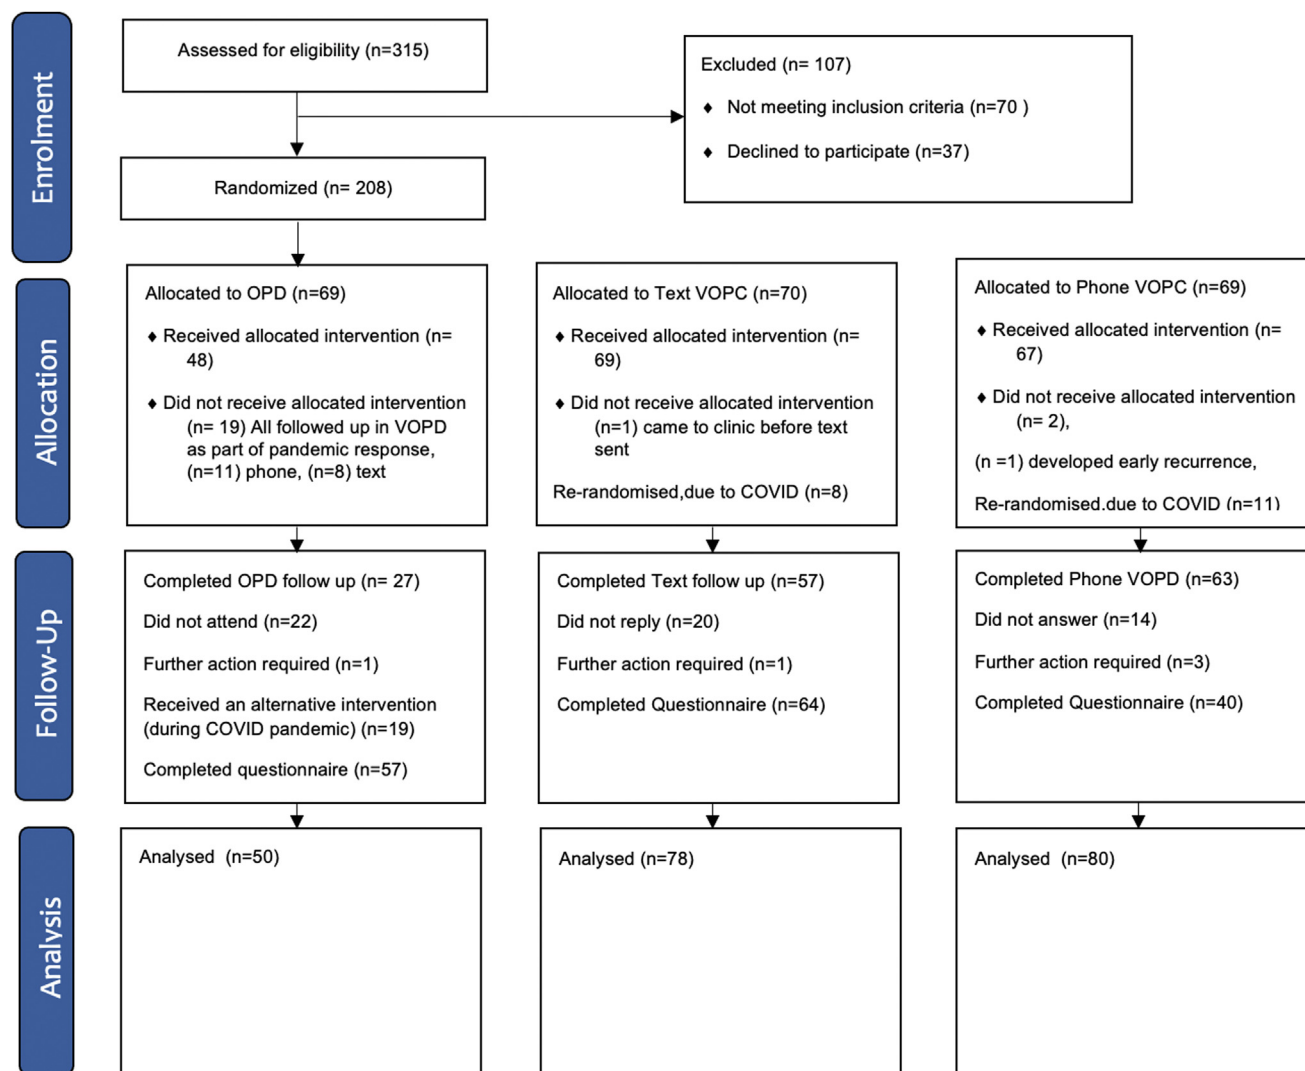 Enrolment
Assessed for eligibility (n=315)
Excluded (n= 107)
♦ Not meeting inclusion criteria (n=70 )
♦ Declined to participate (n=37)
Randomized (n= 208)
Allocation
Allocated to OPD (n=69)
♦ Received allocated intervention (n=
48)
♦ Did not receive allocated intervention
(n= 19) All followed up in VOPD
as part of pandemic response,
(n=11) phone, (n=8) text
Allocated to Text VOPC (n=70)
♦ Received allocated intervention (n=
69)
♦ Did not receive allocated intervention
(n=1) came to clinic before text
sent
Re-randomised,due to COVID (n=8)
Allocated to Phone VOPC (n=69)
♦ Received allocated intervention (n=
67)
♦ Did not receive allocated intervention
(n= 2),
(n =1) developed early recurrence,
Re-randomised.due to COVID (n=11)
Follow-Up
Completed OPD follow up (n= 27)
Did not attend (n=22)
Further action required (n=1)
Received an alternative intervention
(during COVID pandemic) (n=19)
Completed questionnaire (n=57)
Completed Text follow up (n=57)
Did not reply (n=20)
Further action required (n=1)
Completed Questionnaire (n=64)
Completed Phone VOPD (n=63)
Did not answer (n=14)
Further action required (n=3)
Completed Questionnaire (n=40)
Analysis
Analysed (n=50)
Analysed (n=78)
Analysed (n=80)